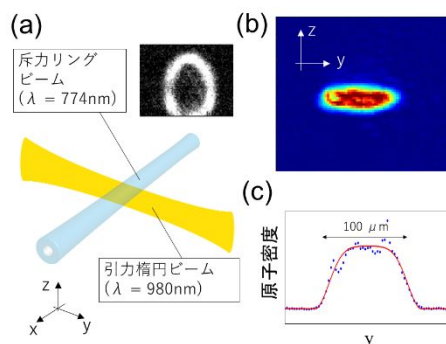 (a)
斥力リング
ビーム
(λ = 774nm)
引力楕円ビーム
(λ = 980nm)
z
x
y
(b)
z
y
(c)
100 μm
原子密度
y